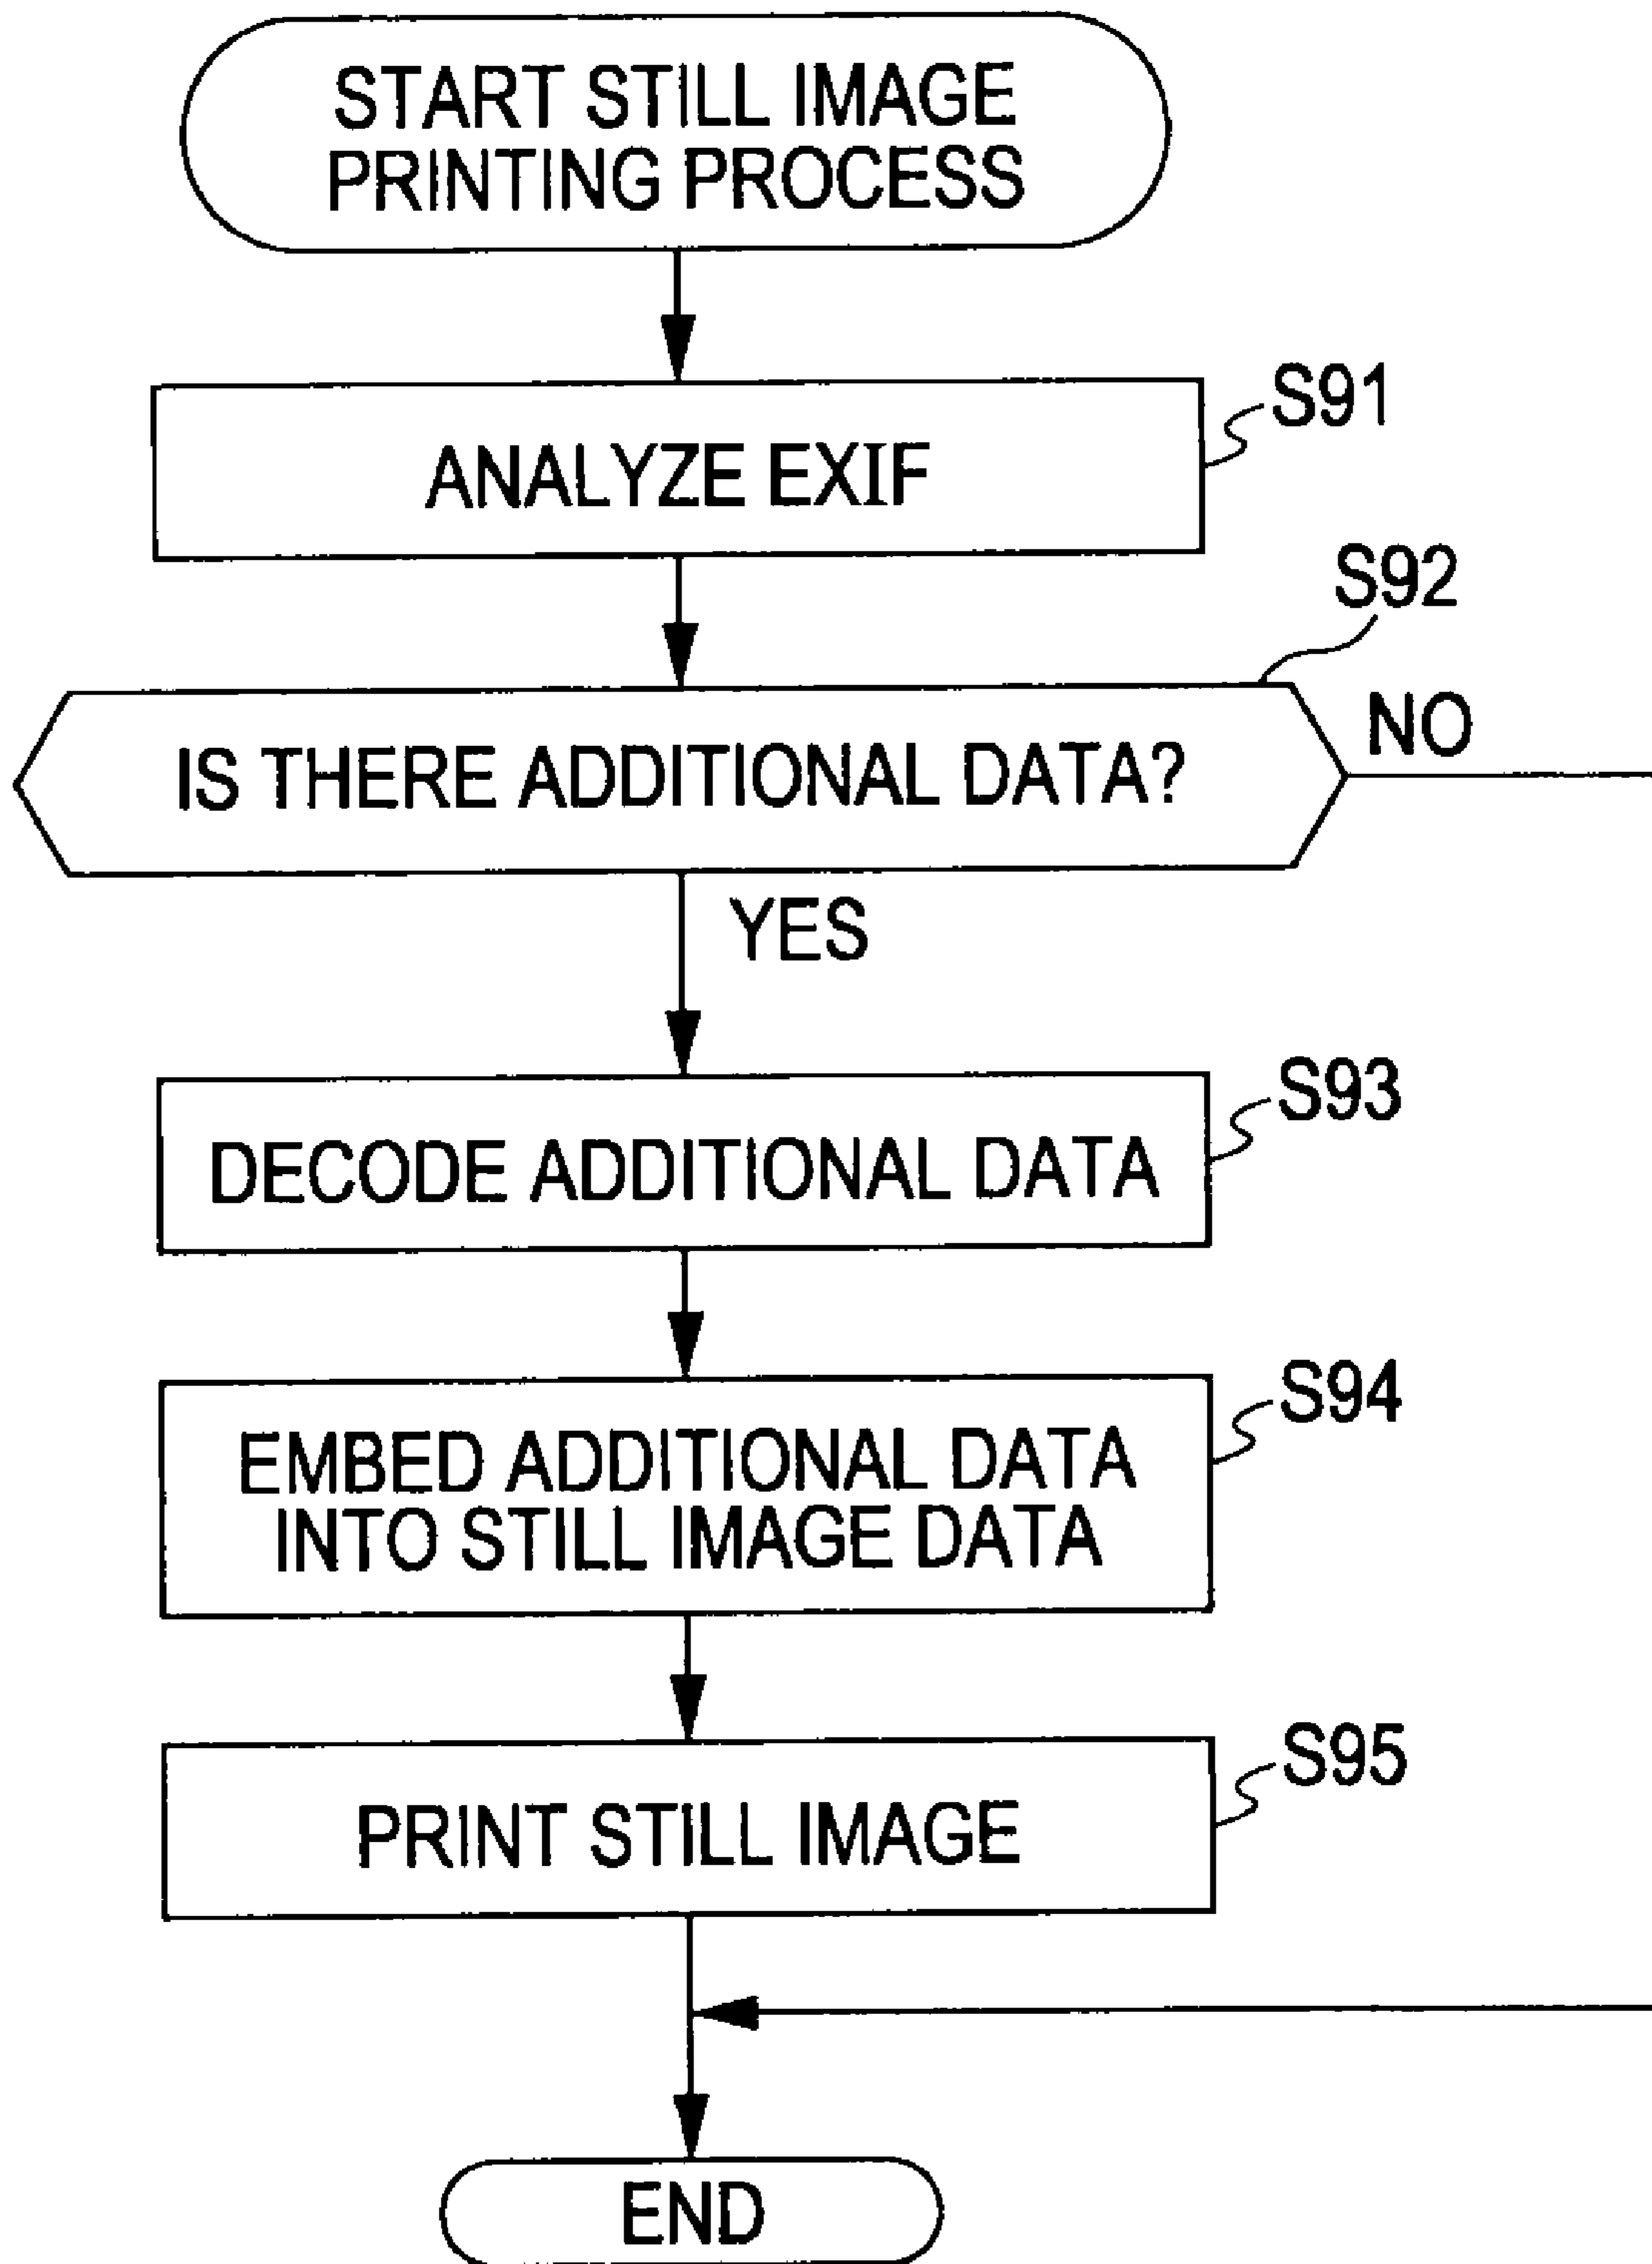 START STILL IMAGE
PRINTING PROCESS
S91
ANALYZE EXIF
S92
IS THERE ADDITIONAL DATA?
NO
YES
S93
DECODE ADDITIONAL DATA
S94
EMBED ADDITIONAL DATA
INTO STILL IMAGE DATA
S95
PRINT STILL IMAGE
END